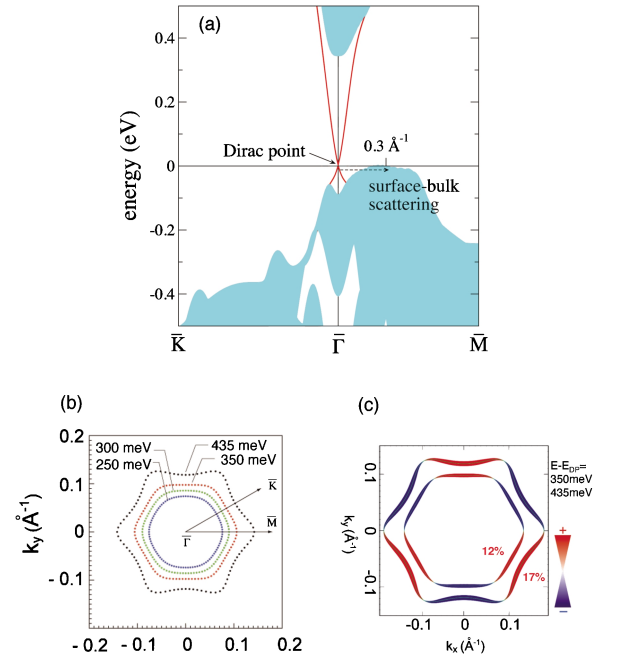 (a)
0.4
0.2
0
-0.2
-0.4
energy (eV)
Dirac point
0.3 Å⁻¹
surface-bulk
scattering
K̅
Γ̅
M̅
(b)
0.2
0.1
0
- 0.1
- 0.2
- 0.1
0
0.1
0.2
k_y (Å⁻¹)
300 meV
250 meV
435 meV
350 meV
K̅
M̅
Γ̅
(c)
0.1
0
-0.1
-0.1
0
0.1
k_y (Å⁻¹)
k_x (Å⁻¹)
E-E_DP=
350meV
435meV
12%
17%
+
−